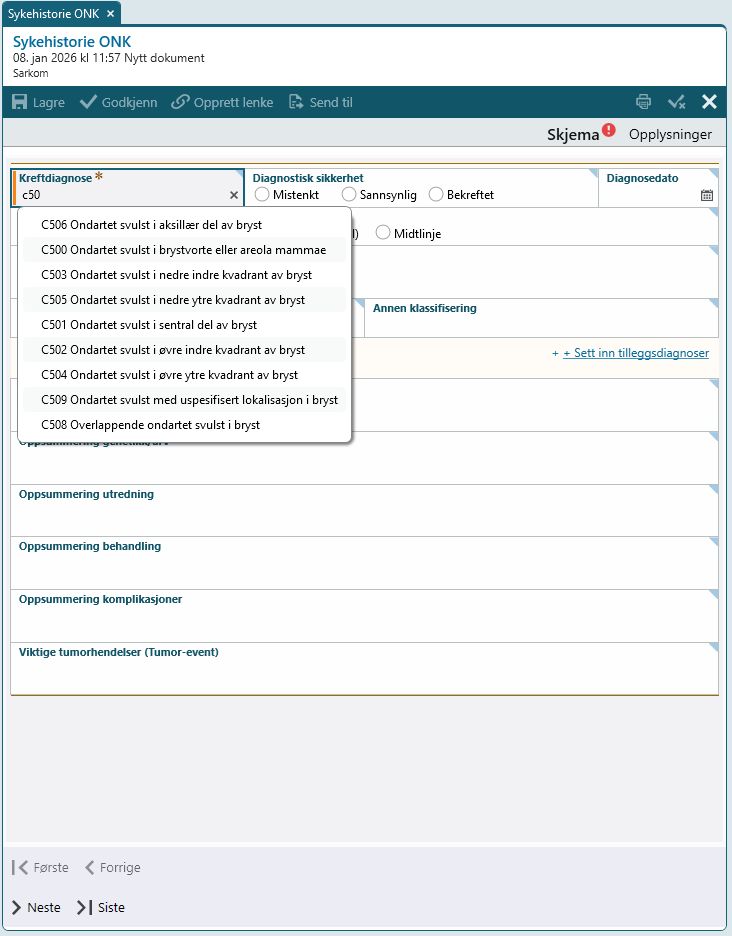 Sykehistorie ONK ×
Sykehistorie ONK
08. jan 2026 kl 11:57 Nytt dokument
Sarkom
Lagre Godkjenn Opprett lenke Send til
Skjema Opplysninger
Kreftdiagnose * Diagnostisk sikkerhet Diagnosedato
c50 × Mistenkt Sannsynlig Bekreftet
C506 Ondartet svulst i aksillær del av bryst
Midtlinje
C500 Ondartet svulst i brystvorte eller areola mammae
C503 Ondartet svulst i nedre indre kvadrant av bryst
C505 Ondartet svulst i nedre ytre kvadrant av bryst
Annen klassifisering
C501 Ondartet svulst i sentral del av bryst
C502 Ondartet svulst i øvre indre kvadrant av bryst
+ + Sett inn tilleggsdiagnoser
C504 Ondartet svulst i øvre ytre kvadrant av bryst
C509 Ondartet svulst med uspesifisert lokalisasjon i bryst
C508 Overlappende ondartet svulst i bryst
Oppsummering utredning
Oppsummering behandling
Oppsummering komplikasjoner
Viktige tumorhendelser (Tumor-event)
Første Forrige
Neste Siste